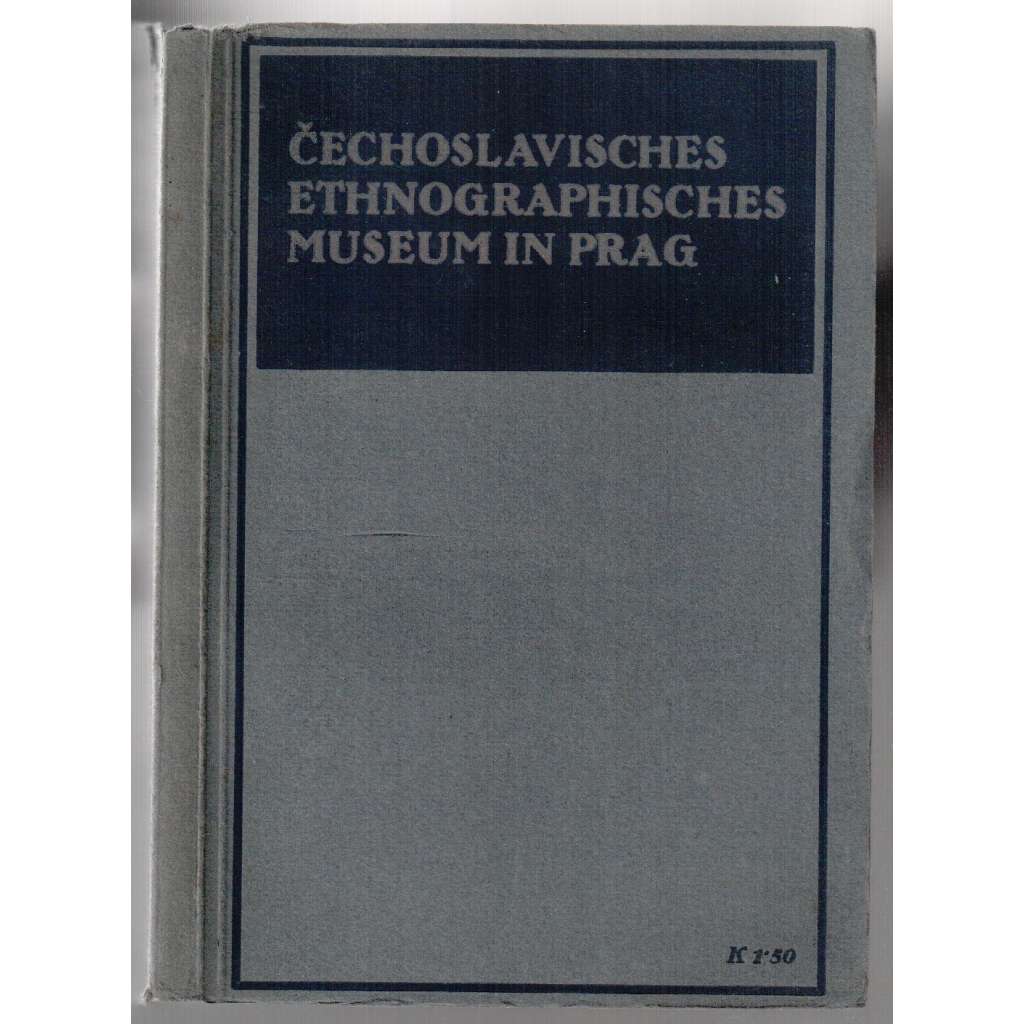 ČECHOSLAVISCHES
ETHNOGRAPHISCHES
MUSEUM IN PRAG
K 1·50